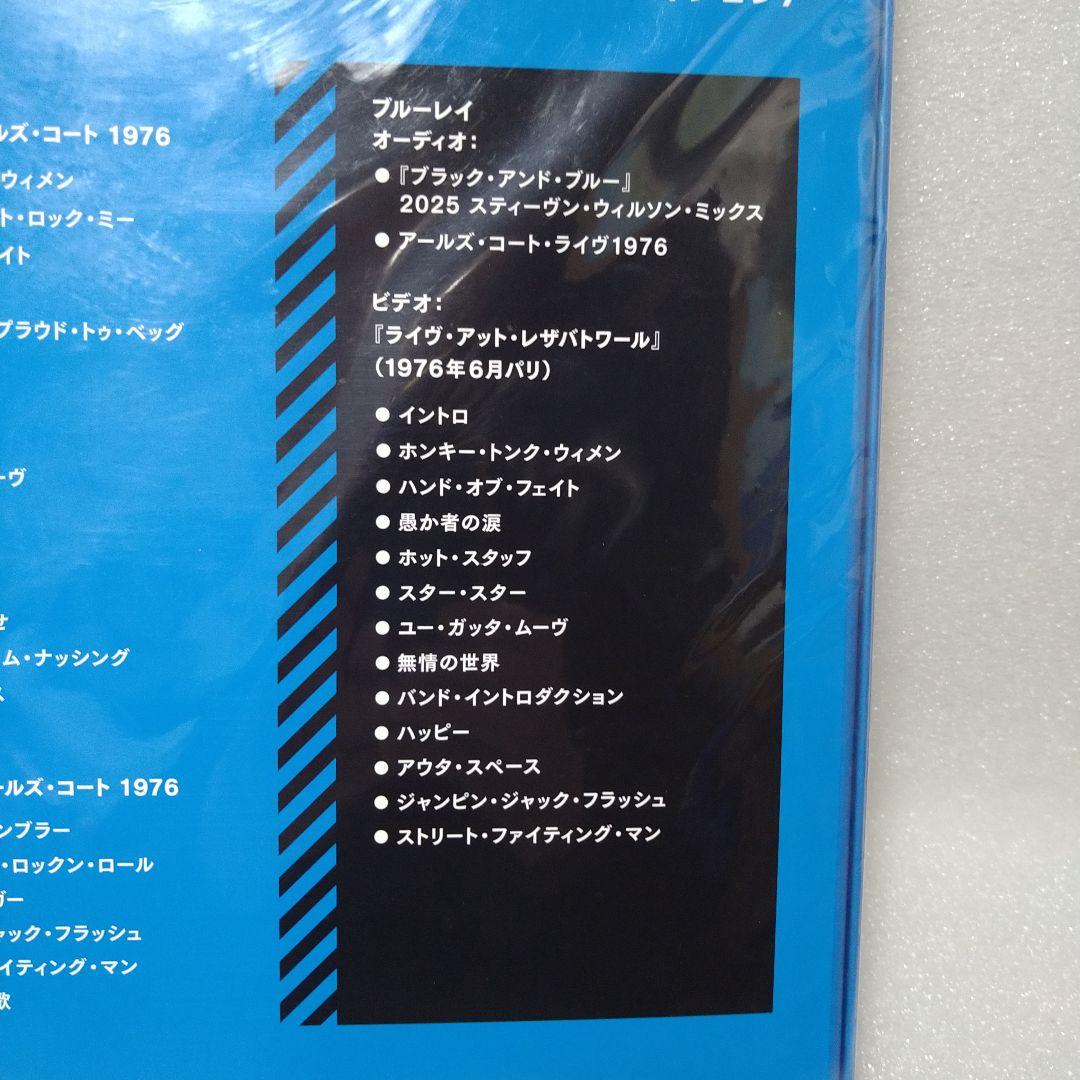 ルズ・コート 1976
ウィメン
ト・ロック・ミー
イト
プラウド・トゥ・ベッグ
ーヴ
せ
ム・ナッシング
ス
ールズ・コート 1976
ンブラー
・ロックン・ロール
ガー
ャック・フラッシュ
イティング・マン
歌
ブルーレイ
オーディオ：
●『ブラック・アンド・ブルー』
2025 スティーヴン・ウィルソン・ミックス
● アールズ・コート・ライヴ1976
ビデオ：
『ライヴ・アット・レザバトワール』
（1976年6月パリ）
● イントロ
● ホンキー・トンク・ウィメン
● ハンド・オブ・フェイト
● 愚か者の涙
● ホット・スタッフ
● スター・スター
● ユー・ガッタ・ムーヴ
● 無情の世界
● バンド・イントロダクション
● ハッピー
● アウタ・スペース
● ジャンピン・ジャック・フラッシュ
● ストリート・ファイティング・マン